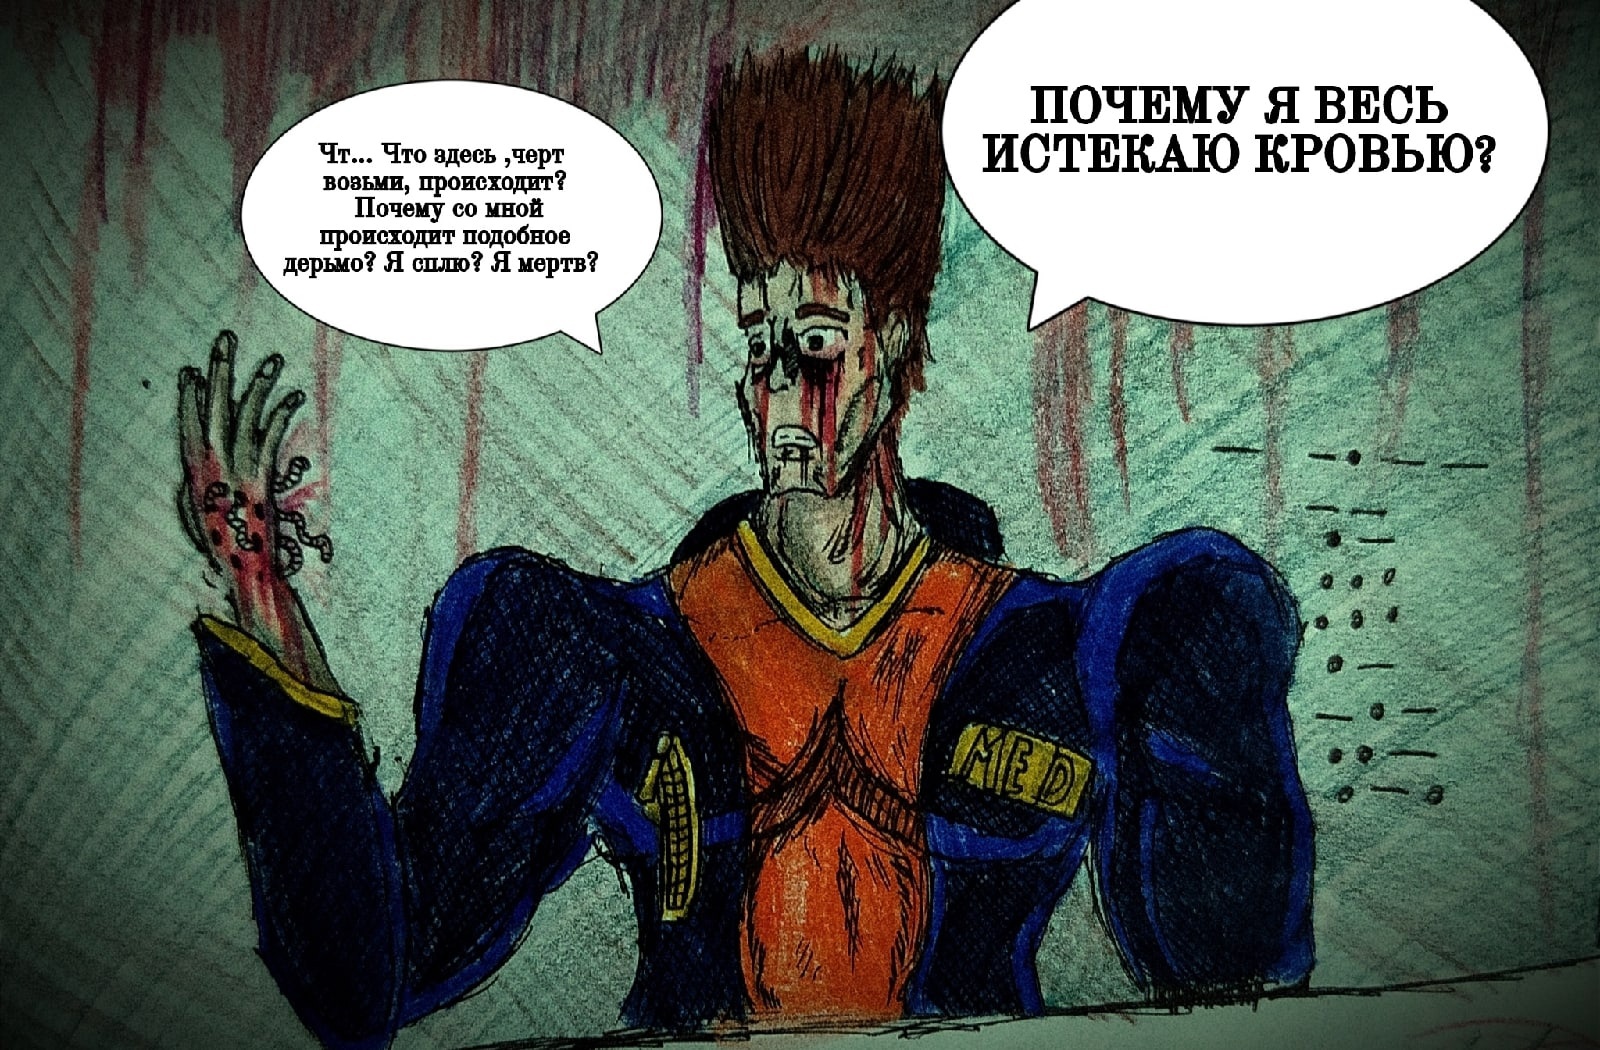 Чт... Что здесь ,черт
возьми, происходит?
Почему со мной
происходит подобное
дерьмо? Я сплю? Я мертв?
ПОЧЕМУ Я ВЕСЬ
ИСТЕКАЮ КРОВЬЮ?
MED